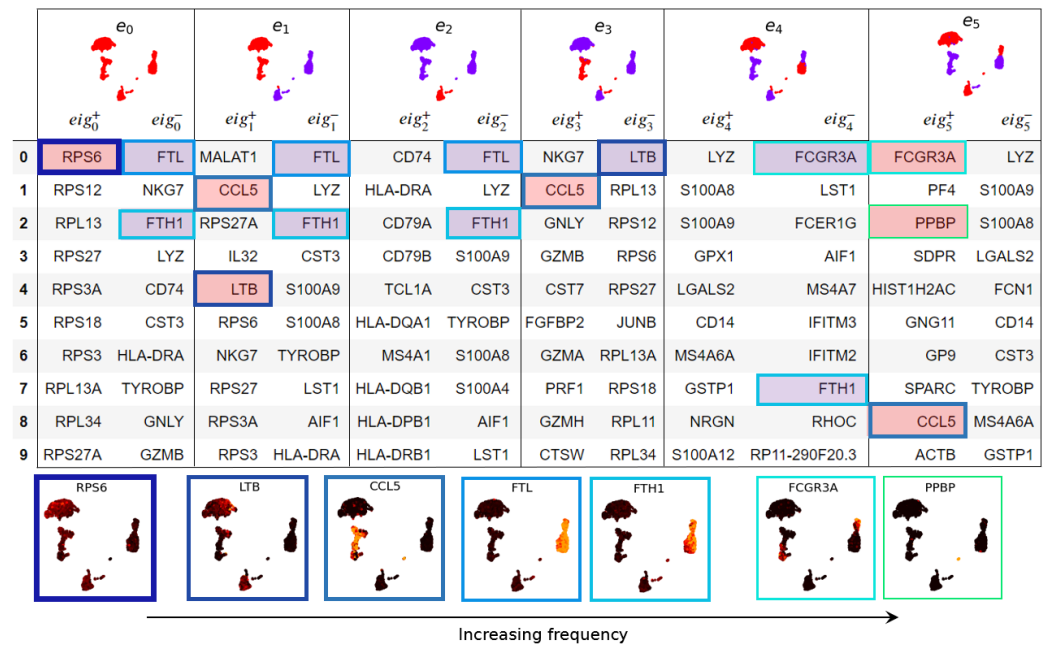 e0 e1 e2 e3 e4 e5
eig0+ eig0− eig1+ eig1− eig2+ eig2− eig3+ eig3− eig4+ eig4− eig5+ eig5−
0 RPS6 FTL MALAT1 FTL CD74 FTL NKG7 LTB LYZ FCGR3A FCGR3A LYZ
1 RPS12 NKG7 CCL5 LYZ HLA-DRA LYZ CCL5 RPL13 S100A8 LST1 PF4 S100A9
2 RPL13 FTH1 RPS27A FTH1 CD79A FTH1 GNLY RPS12 S100A9 FCER1G PPBP S100A8
3 RPS27 LYZ IL32 CST3 CD79B S100A9 GZMB RPS6 GPX1 AIF1 SDPR LGALS2
4 RPS3A CD74 LTB S100A9 TCL1A CST3 CST7 RPS27 LGALS2 MS4A7 HIST1H2AC FCN1
5 RPS18 CST3 RPS6 S100A8 HLA-DQA1 TYROBP FGFBP2 JUNB CD14 IFITM3 GNG11 CD14
6 RPS3 HLA-DRA NKG7 TYROBP MS4A1 S100A8 GZMA RPL13A MS4A6A IFITM2 GP9 CST3
7 RPL13A TYROBP RPS27 LST1 HLA-DQB1 S100A4 PRF1 RPS18 GSTP1 FTH1 SPARC TYROBP
8 RPL34 GNLY RPS3A AIF1 HLA-DPB1 AIF1 GZMH RPL11 NRGN RHOC CCL5 MS4A6A
9 RPS27A GZMB RPS3 HLA-DRA HLA-DRB1 LST1 CTSW RPL34 S100A12 RP11-290F20.3 ACTB GSTP1
RPS6 LTB CCL5 FTL FTH1 FCGR3A PPBP
Increasing frequency